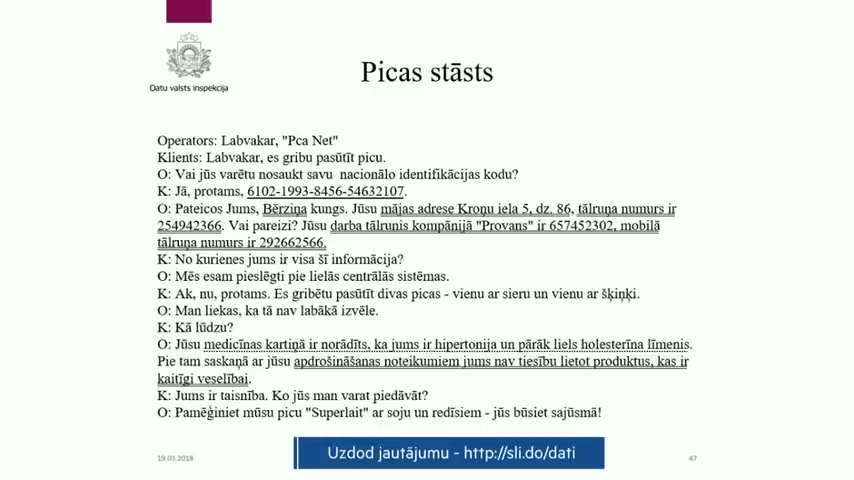 Datu valsts inspekcija
Picas stāsts
Operators: Labvakar, "Pca Net"
Klients: Labvakar, es gribu pasūtīt picu.
O: Vai jūs varētu nosaukt savu nacionālo identifikācijas kodu?
K: Jā, protams, 6102-1993-8456-54632107.
O: Pateicos Jums, Bērziņa kungs. Jūsu mājas adrese Kroņu iela 5, dz. 86, tālruņa numurs ir
254942366. Vai pareizi? Jūsu darba tālrunis kompānijā "Provans" ir 657452302, mobilā
tālruņa numurs ir 292662566.
K: No kurienes jums ir visa šī informācija?
O: Mēs esam pieslēgti pie lielās centrālās sistēmas.
K: Ak, nu, protams. Es gribētu pasūtīt divas picas - vienu ar sieru un vienu ar šķiņķi.
O: Man liekas, ka tā nav labākā izvēle.
K: Kā lūdzu?
O: Jūsu medicīnas kartiņā ir norādīts, ka jums ir hipertonija un pārāk liels holesterīna līmenis.
Pie tam saskaņā ar jūsu apdrošināšanas noteikumiem jums nav tiesību lietot produktus, kas ir
kaitīgi veselībai.
K: Jums ir taisnība. Ko jūs man varat piedāvāt?
O: Pamēģiniet mūsu picu "Superlait" ar soju un redīsiem - jūs būsiet sajūsmā!
19.03.2018
Uzdod jautājumu - http://sli.do/dati
47